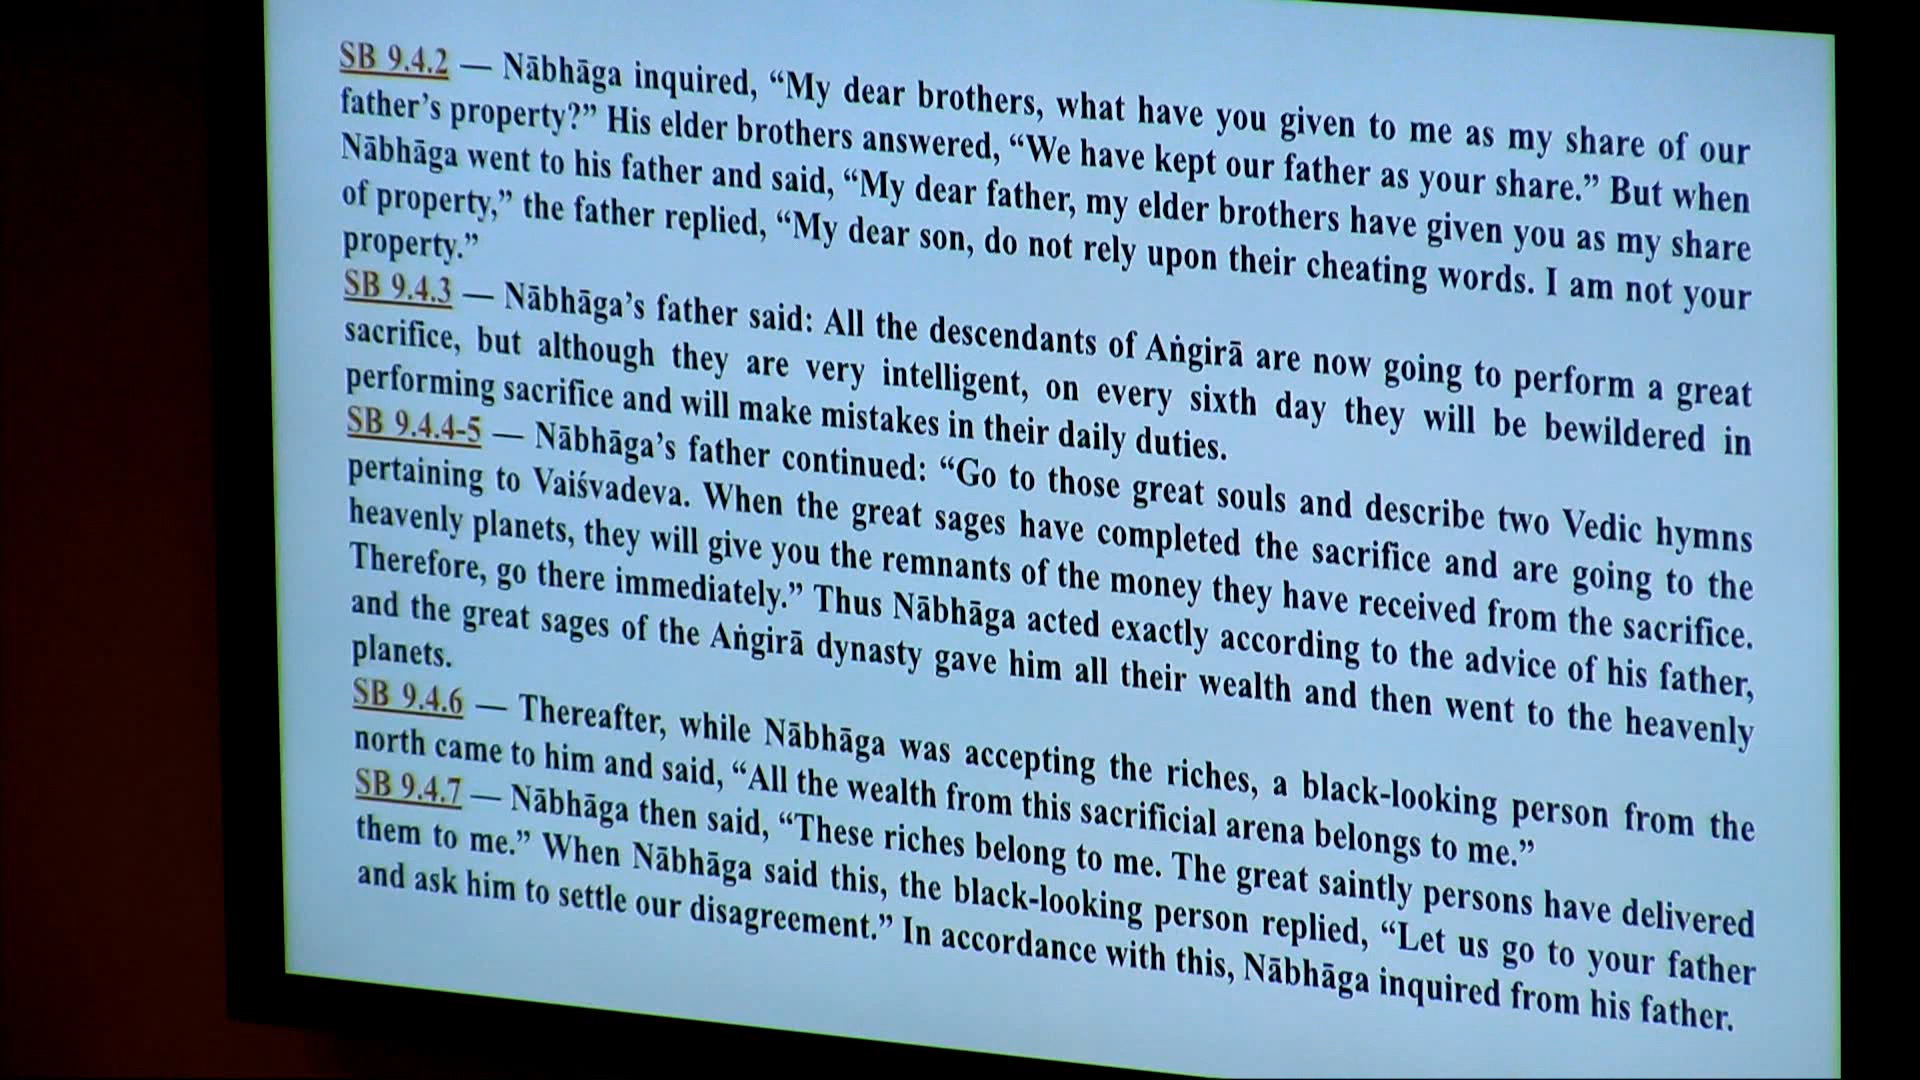 SB 9.4.2 — Nābhāga inquired, “My dear brothers, what have you given to me as my share of our
father’s property?” His elder brothers answered, “We have kept our father as your share.” But when
Nābhāga went to his father and said, “My dear father, my elder brothers have given you as my share
of property,” the father replied, “My dear son, do not rely upon their cheating words. I am not your
property.”
SB 9.4.3 — Nābhāga’s father said: All the descendants of Aṅgirā are now going to perform a great
sacrifice, but although they are very intelligent, on every sixth day they will be bewildered in
performing sacrifice and will make mistakes in their daily duties.
SB 9.4.4-5 — Nābhāga’s father continued: “Go to those great souls and describe two Vedic hymns
pertaining to Vaiśvadeva. When the great sages have completed the sacrifice and are going to the
heavenly planets, they will give you the remnants of the money they have received from the sacrifice.
Therefore, go there immediately.” Thus Nābhāga acted exactly according to the advice of his father,
and the great sages of the Aṅgirā dynasty gave him all their wealth and then went to the heavenly
planets.
SB 9.4.6 — Thereafter, while Nābhāga was accepting the riches, a black-looking person from the
north came to him and said, “All the wealth from this sacrificial arena belongs to me.”
SB 9.4.7 — Nābhāga then said, “These riches belong to me. The great saintly persons have delivered
them to me.” When Nābhāga said this, the black-looking person replied, “Let us go to your father
and ask him to settle our disagreement.” In accordance with this, Nābhāga inquired from his father.